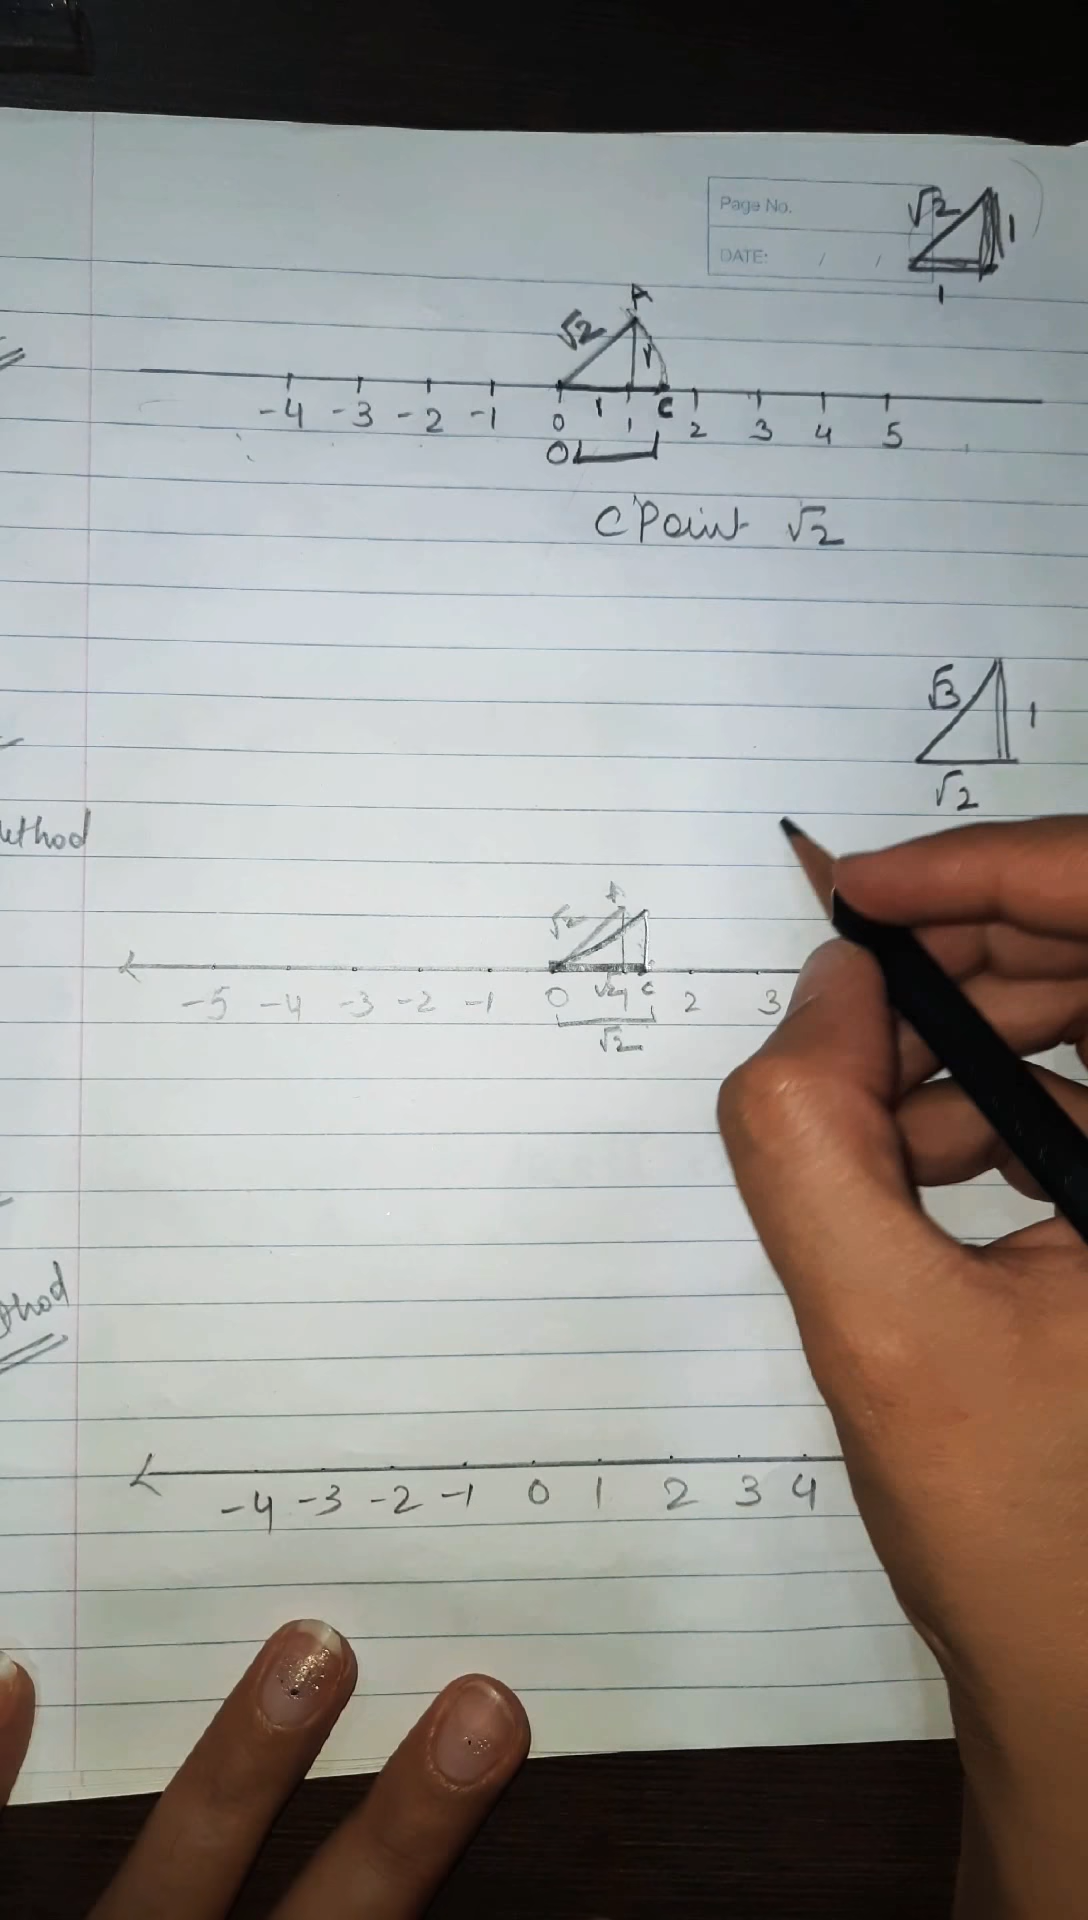 Page No.
DATE: / /
√2
1
1
A
√2
1
-4 -3 -2 -1 0 1 1 C 2 3 4 5
O
C Point √2
√3
1
√2
A
√2
-5 -4 -3 -2 -1 0 √2 1 C 2 3
√2
-4 -3 -2 -1 0 1 2 3 4